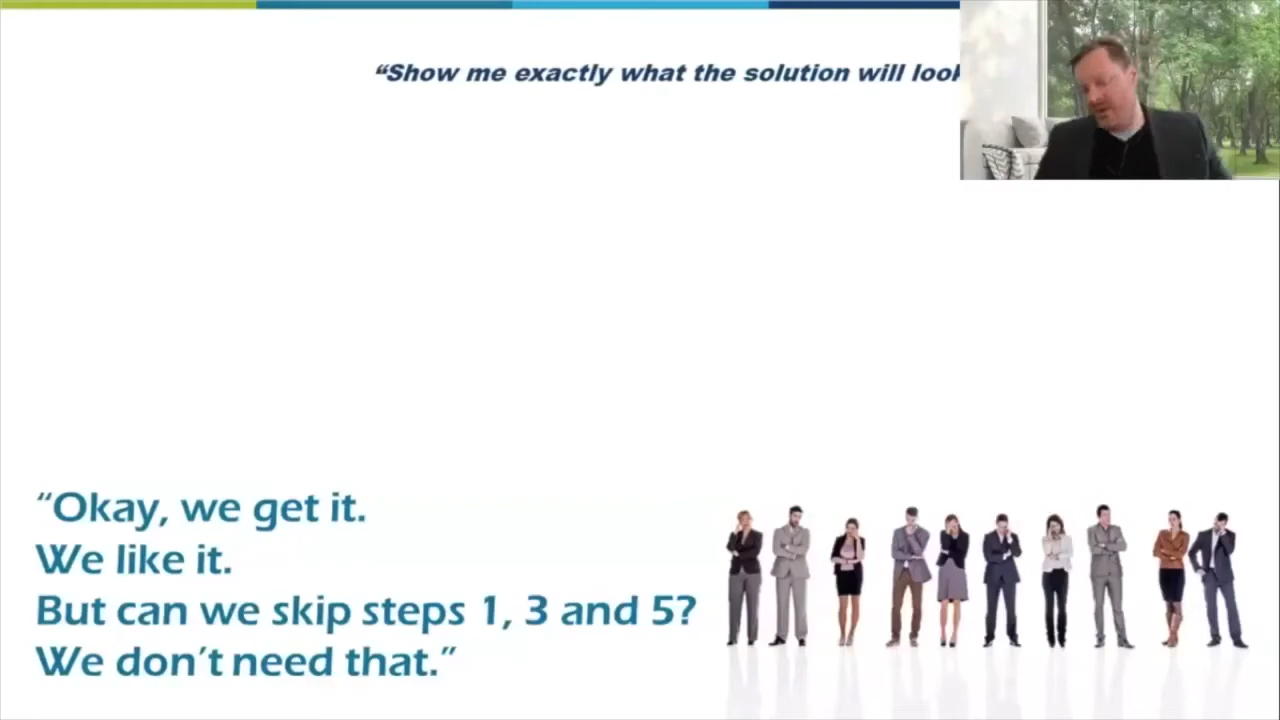 “Show me exactly what the solution will look
“Okay, we get it.
We like it.
But can we skip steps 1, 3 and 5?
We don’t need that.”